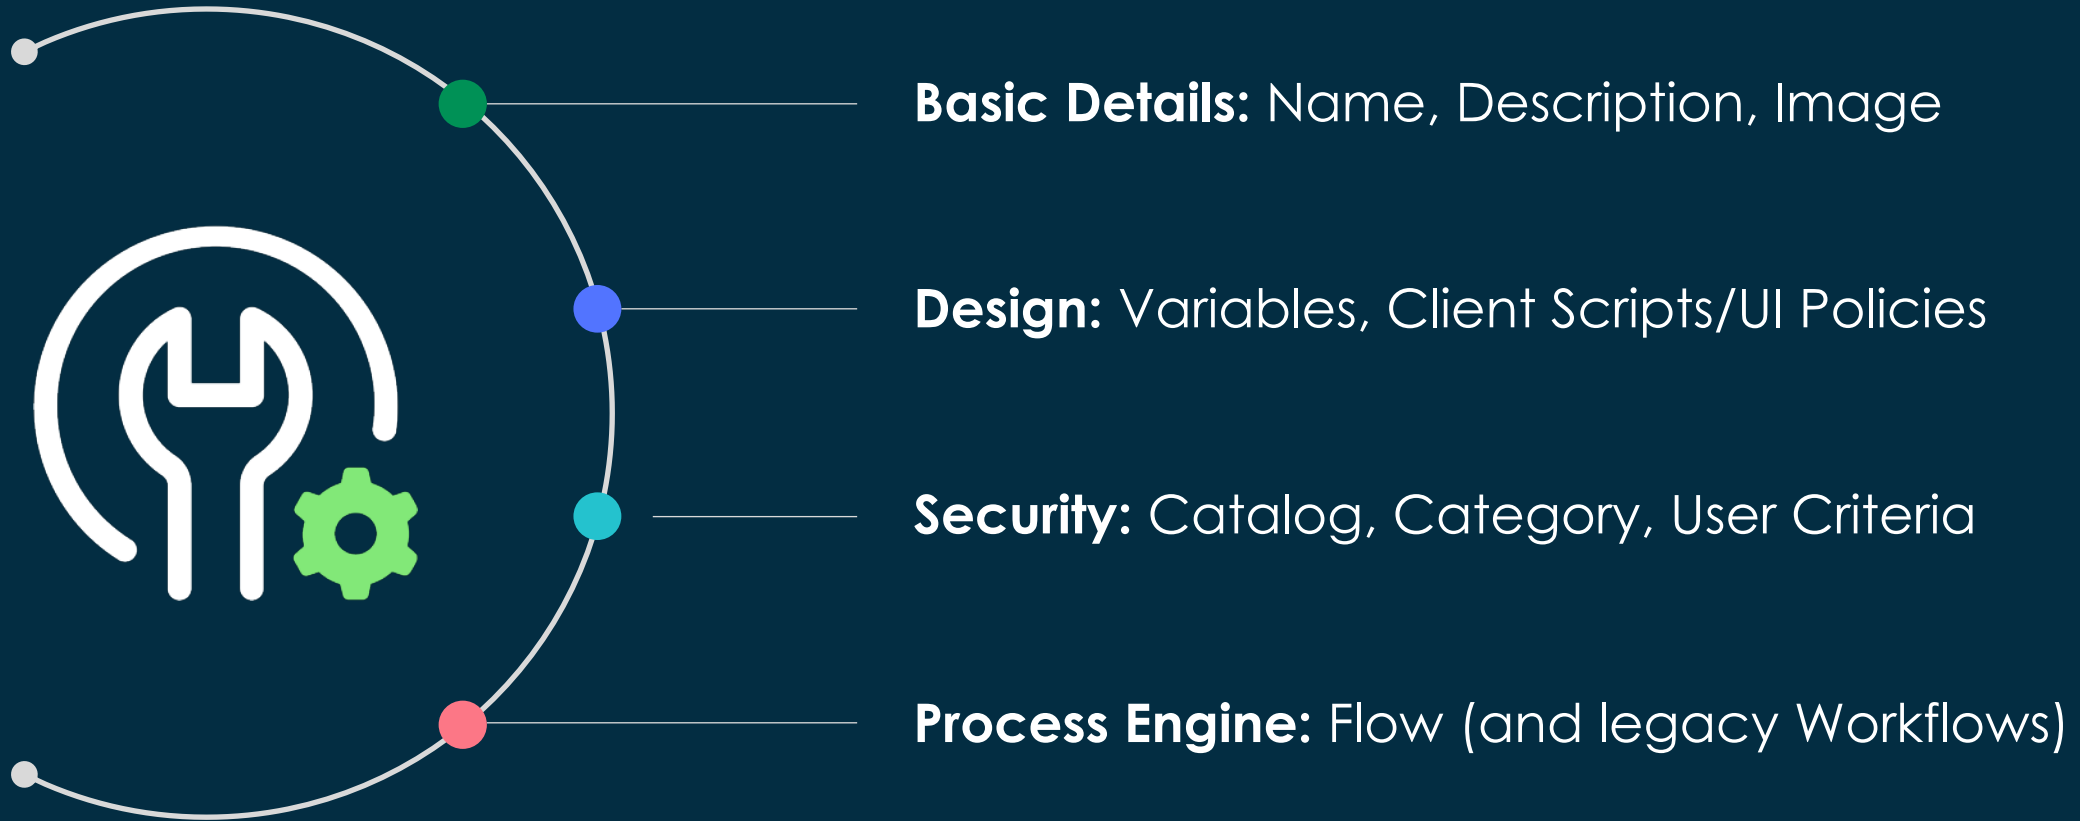 Basic Details: Name, Description, Image
Design: Variables, Client Scripts/UI Policies
Security: Catalog, Category, User Criteria
Process Engine: Flow (and legacy Workflows)